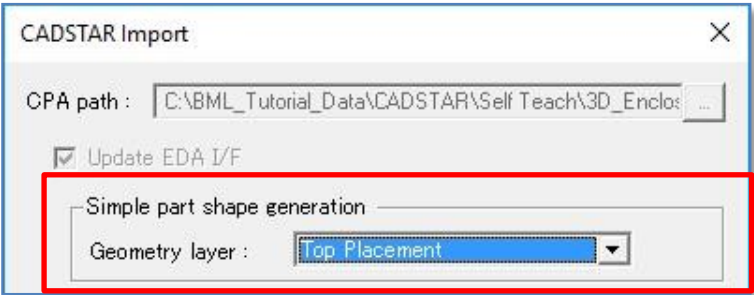 CADSTAR Import
CPA path : C:\BML_Tutorial_Data\CADSTAR\Self Teach\3D_Enclos ...
Update EDA I/F
Simple part shape generation
Geometry layer : Top Placement